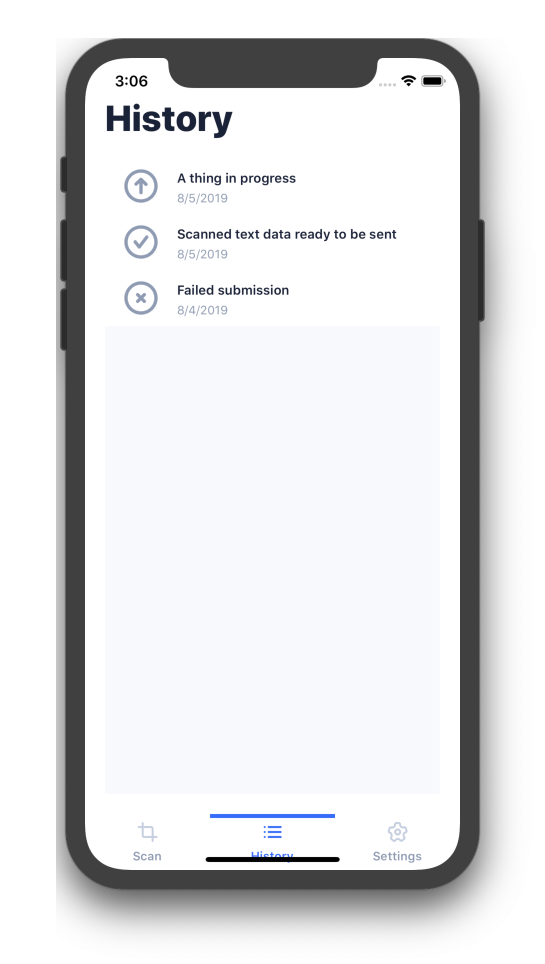 3:06
History
A thing in progress
8/5/2019
Scanned text data ready to be sent
8/5/2019
Failed submission
8/4/2019
Scan
History
Settings